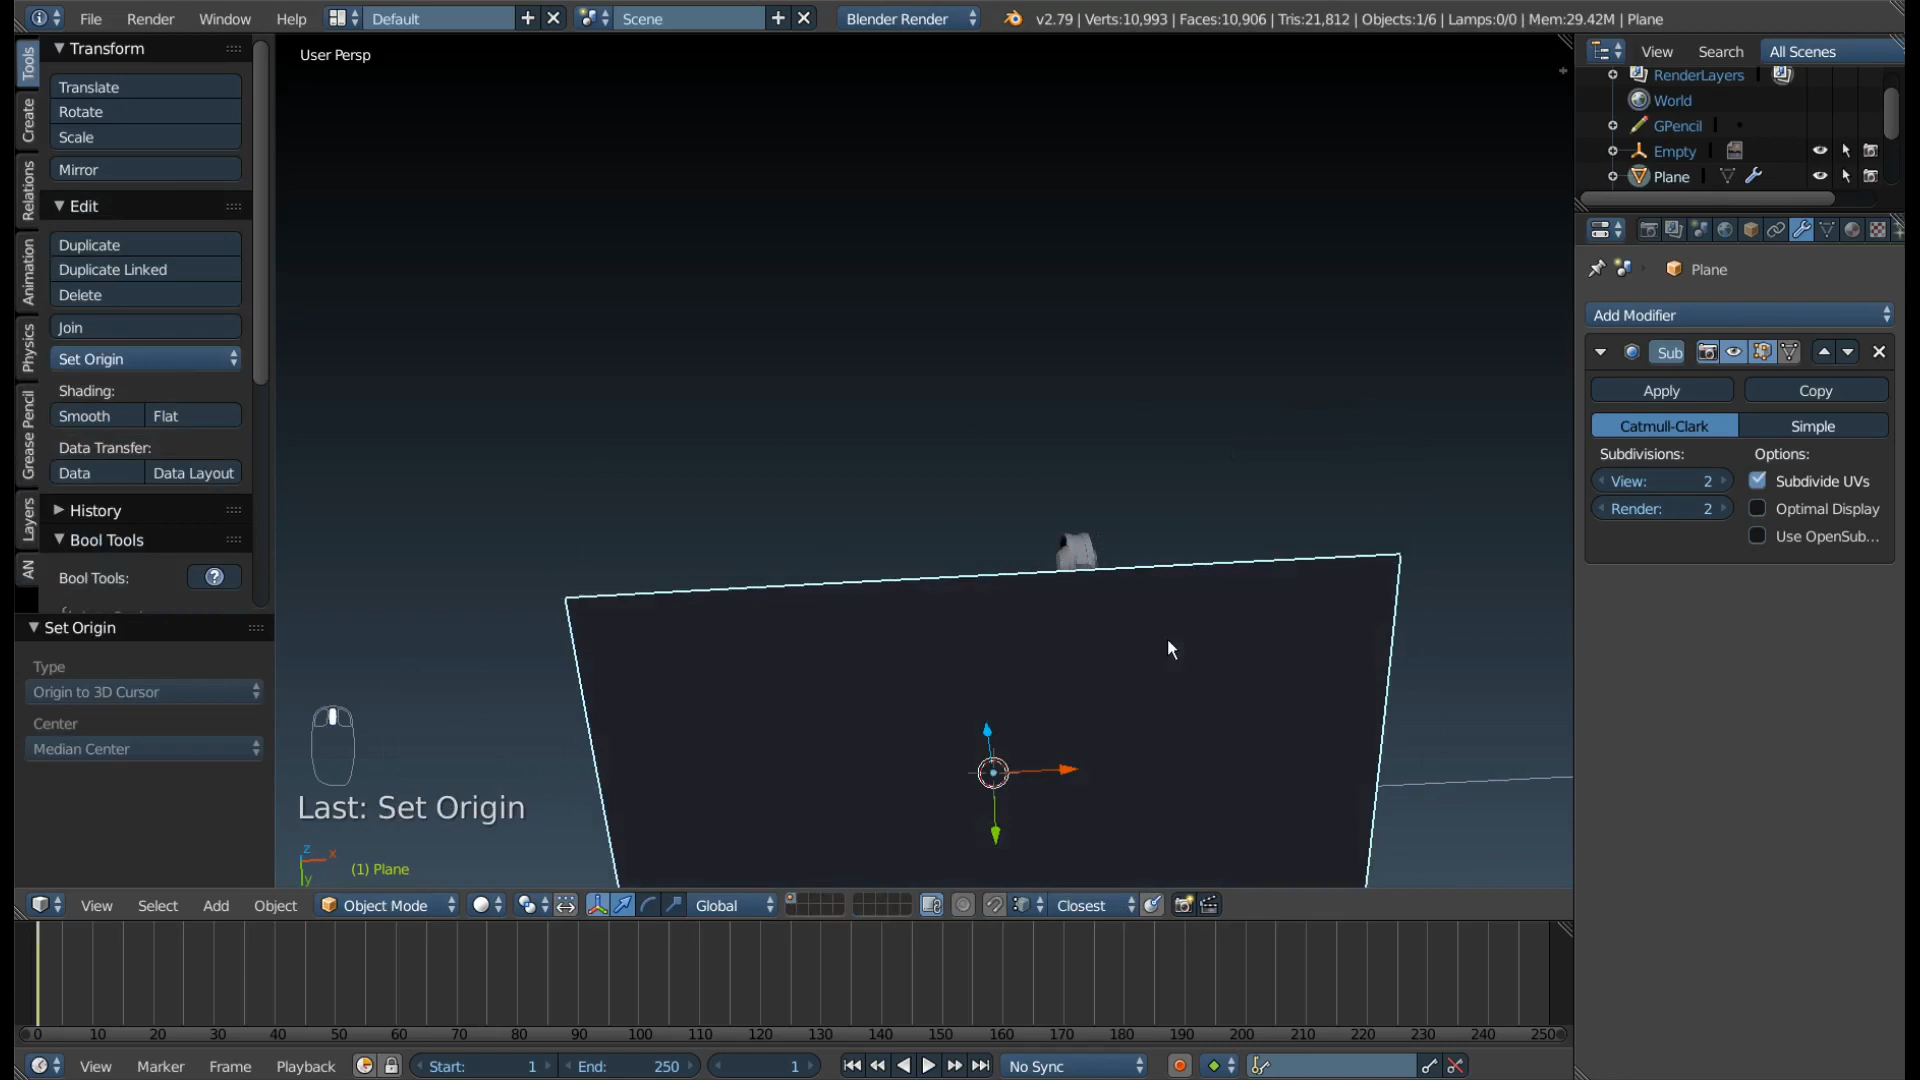 File Render Window Help Default Scene Blender Render v2.79 | Verts:10,993 | Faces:10,906 | Tris:21,812 | Objects:1/6 | Lamps:0/0 | Mem:29.42M | Plane
Tools
Create
Relations
Animation
Physics
Grease Pencil
Layers
AN
Transform
Translate
Rotate
Scale
Mirror
Edit
Duplicate
Duplicate Linked
Delete
Join
Set Origin
Shading:
Smooth Flat
Data Transfer:
Data Data Layout
History
Bool Tools
Bool Tools: ?
Set Origin
Type
Origin to 3D Cursor
Center
Median Center
User Persp
Last: Set Origin
z x
y
(1) Plane
View Search All Scenes
RenderLayers
World
GPencil
Empty
Plane
Plane
Add Modifier
Sub
Apply Copy
Catmull-Clark Simple
Subdivisions: Options:
View: 2 Subdivide UVs
Render: 2 Optimal Display
Use OpenSub...
View Select Add Object Object Mode Global Closest
0 10 20 30 40 50 60 70 80 90 100 110 120 130 140 150 160 170 180 190 200 210 220 230 240 250
View Marker Frame Playback Start: 1 End: 250 1 No Sync